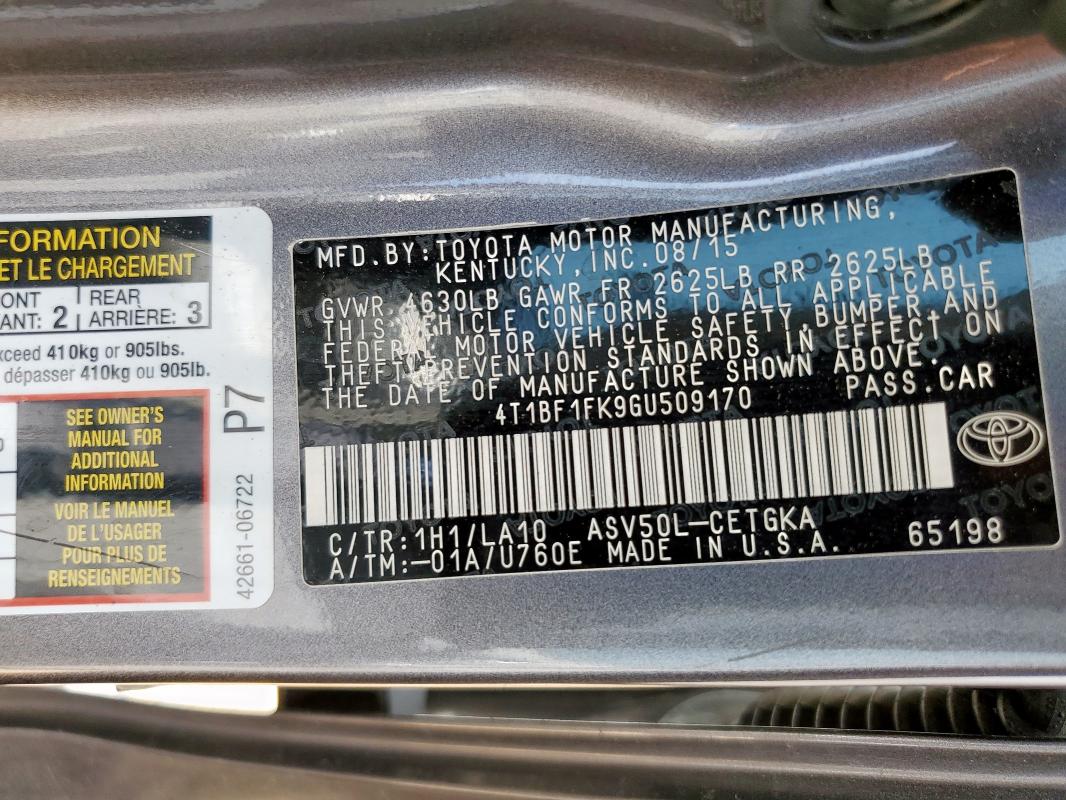 FORMATION
ET LE CHARGEMENT
ONT 2 REAR 3
ANT: ARRIÈRE:
xceed 410kg or 905lbs.
dépasser 410kg ou 905lb.
SEE OWNER'S
MANUAL FOR
ADDITIONAL
INFORMATION
VOIR LE MANUEL
DE L'USAGER
POUR PLUS DE
RENSEIGNEMENTS
P7
42661-06722
MFD.BY:TOYOTA MOTOR MANUFACTURING,
KENTUCKY,INC.08/15
GVWR 4630LB GAWR FR 2625LB RR 2625LB
THIS VEHICLE CONFORMS TO ALL APPLICABLE
FEDERAL MOTOR VEHICLE SAFETY,BUMPER,AND
THEFT PREVENTION STANDARDS IN EFFECT ON
THE DATE OF MANUFACTURE SHOWN ABOVE.
4T1BF1FK9GU509170 PASS.CAR
C/TR:1H1/LA10 ASV50L-CETGKA
A/TM:-01A/U760E MADE IN U.S.A. 65198